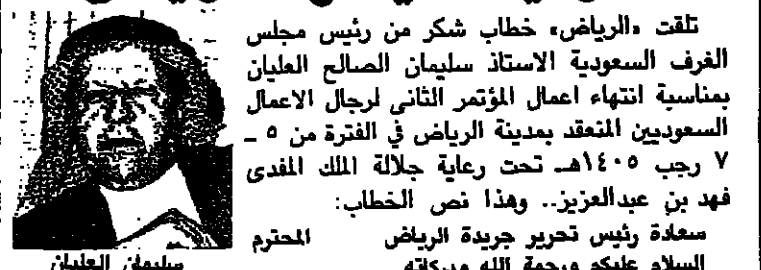 تلقت «الرياض» خطاب شكر من رئيس مجلس
الغرف السعودية الاستاذ سليمان الصالح العليان
بمناسبة انتهاء اعمال المؤتمر الثاني لرجال الاعمال
السعوديين المنعقد بمدينة الرياض في الفترة من ٥ ــ
٧ رجب ١٤٠٥هـ تحت رعاية جلالة الملك المفدى
فهد بن عبدالعزيز.. وهذا نص الخطاب:
سعادة رئيس تحرير جريدة الرياض المحترم
السلام عليكم ورحمة الله وبركاته
سليمان العليان